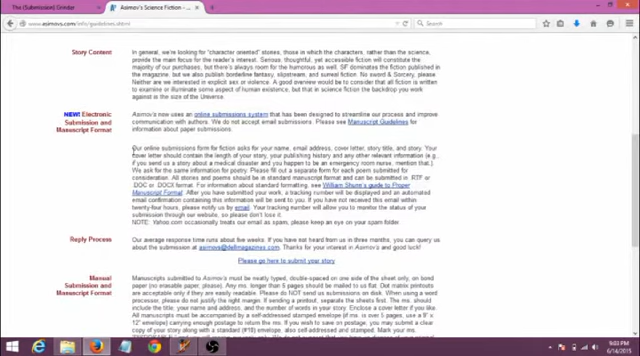 The (Submission) Grinder
Asimov's Science Fiction - ...
www.asimovs.com/info/guidelines.shtml
Search
Story Content
In general, we're looking for "character oriented" stories, those in which the characters, rather than the science,
provide the main focus for the reader's interest. Serious, thoughtful, yet accessible fiction will constitute the
majority of our purchases, but there's always room for the humorous as well. SF dominates the fiction published
in the magazine, but we also publish borderline fantasy, slipstream, and surreal fiction. No sword & Sorcery, please
Neither are we interested in explicit sex or violence. A good overview would be to consider that all fiction is written
to examine or illuminate some aspect of human existence, but that in science fiction the backdrop you work
against is the size of the Universe.
NEW! Electronic
Submission and
Manuscript Format
Asimov's now uses an online submissions system that has been designed to streamline our process and improve
communication with authors. We do not accept email submissions. Please see Manuscript Guidelines for
information about paper submissions.
Our online submissions form for fiction asks for your name, email address, cover letter, story title, and story. Your
cover letter should contain the length of your story, your publishing history and any other relevant information (e.g.,
if you send us a story about a medical disaster and you happen to be an emergency room nurse, mention that.)
We ask for the same information for poetry. Please fill out a separate form for each poem submitted for
consideration. All stories and poems should be in standard manuscript format and can be submitted in .RTF or
.DOC or .DOCX format. For information about standard formatting, see William Shunn's guide to Proper
Manuscript Format. After you have submitted your work, a tracking number will be displayed and an automated
email confirmation containing this information will be sent to you. If you have not received this email within
twenty-four hours, please notify us by email. Your tracking number will allow you to monitor the status of your
submission through our website, so please don't lose it.
NOTE: Yahoo.com occasionally treats our email as spam, please keep an eye on your spam folder.
Reply Process
Our average response time runs about five weeks. If you have not heard from us in three months, you can query us
about the submission at asimovs@dellmagazines.com. Thanks for your interest in Asimov's and good luck!
Please go here to submit your story
Manual
Submission and
Manuscript Format
Manuscripts submitted to Asimov's must be neatly typed, double-spaced on one side of the sheet only, on bond
paper (no erasable paper, please). Any ms. longer than 5 pages should be mailed to us flat. Dot matrix printouts
are acceptable only if they are easily readable. Please do NOT send us submissions on disk. When using a word
processor, please do not justify the right margin. If sending a printout, separate the sheets first. The ms. should
include the title, your name and address, and the number of words in your story. Enclose a cover letter if you like.
All manuscripts must be accompanied by a self-addressed stamped envelope (if ms. is over 5 pages, use a 9" x
12" envelope) carrying enough postage to return the ms. If you wish to save on postage, you may submit a clear
copy of your story along with a standard (#10) envelope, also self-addressed and stamped. Mark your ms.
9:03 PM
6/14/2015